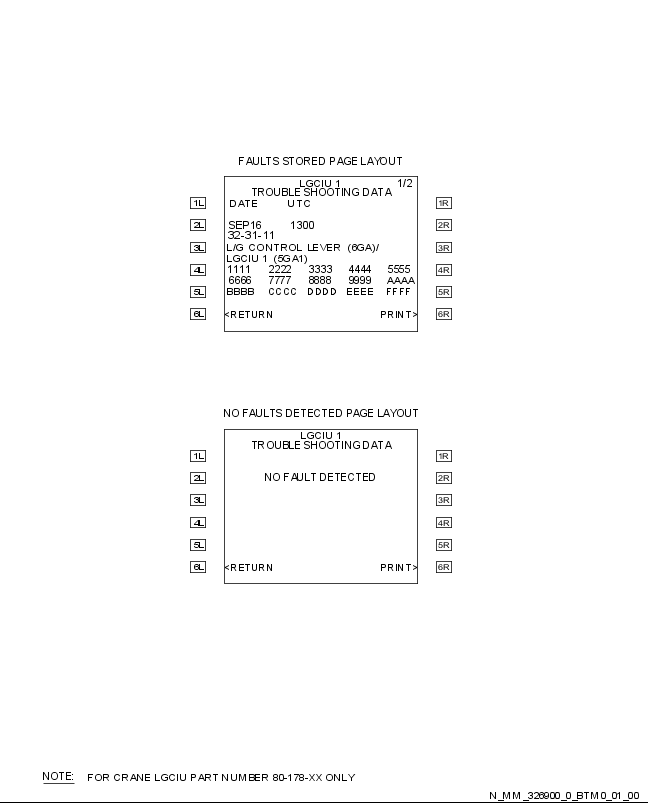 FAULTS STORED PAGE LAYOUT
LGCIU 1 1/2
TROUBLE SHOOTING DATA
1L DATE UTC 1R
2L SEP16 1300 2R
32-31-11
3L L/G CONTROL LEVER (6GA)/ 3R
LGCIU 1 (5GA1)
4L 1111 2222 3333 4444 5555 4R
6666 7777 8888 9999 AAAA
5L BBBB CCCC DDDD EEEE FFFF 5R
6L <RETURN PRINT> 6R
NO FAULTS DETECTED PAGE LAYOUT
LGCIU 1
TROUBLE SHOOTING DATA
1L 1R
2L NO FAULT DETECTED 2R
3L 3R
4L 4R
5L 5R
6L <RETURN PRINT> 6R
NOTE: FOR CRANE LGCIU PART NUMBER 80-178-XX ONLY
N_MM_326900_0_BTM0_01_00